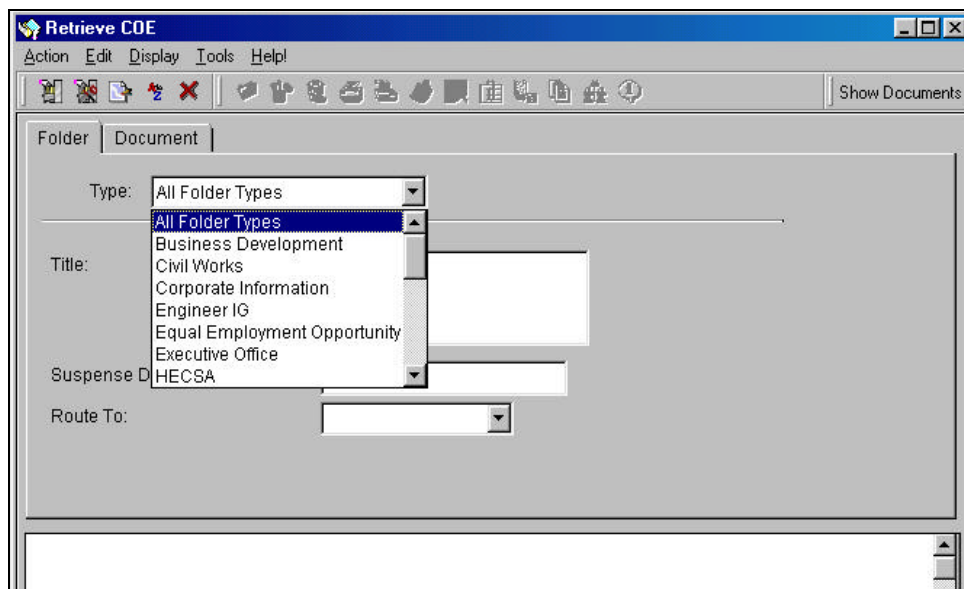 Retrieve COE
Action Edit Display Tools Help!
Show Documents
Folder Document
Type: All Folder Types
All Folder Types
Business Development
Civil Works
Title:
Corporate Information
Engineer IG
Equal Employment Opportunity
Executive Office
Suspense D
HECSA
Route To: